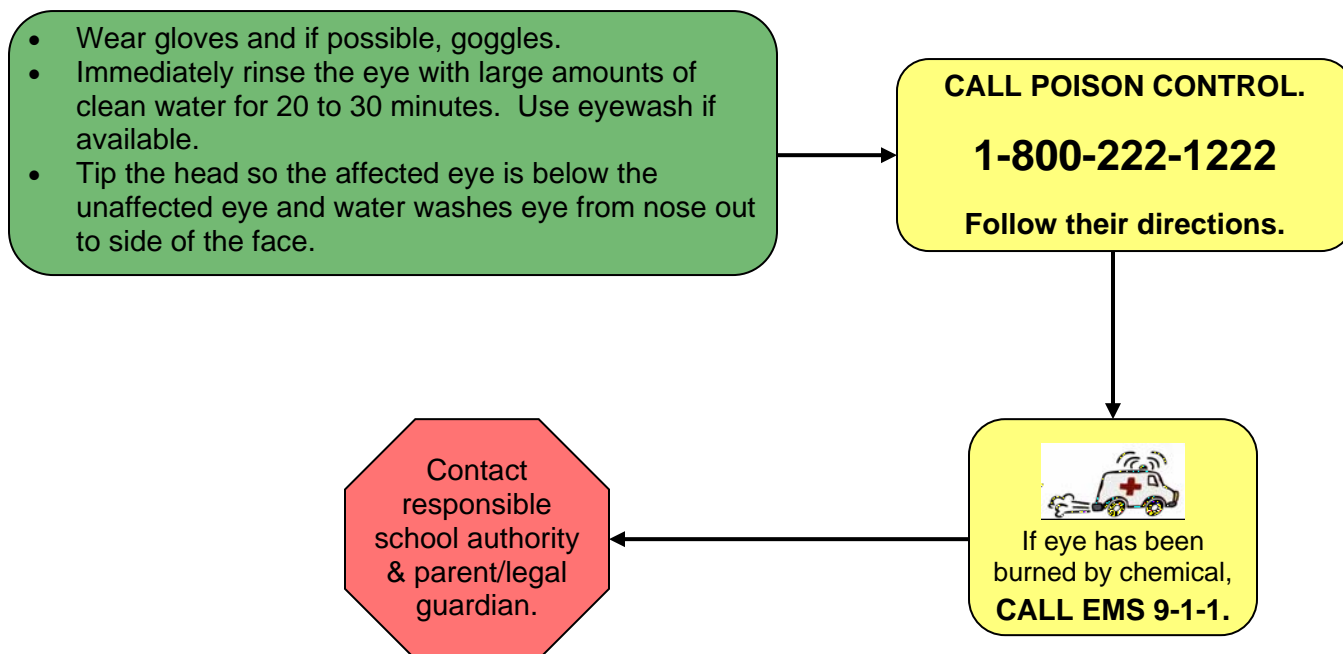 • Wear gloves and if possible, goggles.
• Immediately rinse the eye with large amounts of
clean water for 20 to 30 minutes.  Use eyewash if
available.
• Tip the head so the affected eye is below the
unaffected eye and water washes eye from nose out
to side of the face.
CALL POISON CONTROL.
1-800-222-1222
Follow their directions.
If eye has been
burned by chemical,
CALL EMS 9-1-1.
Contact
responsible
school authority
& parent/legal
guardian.